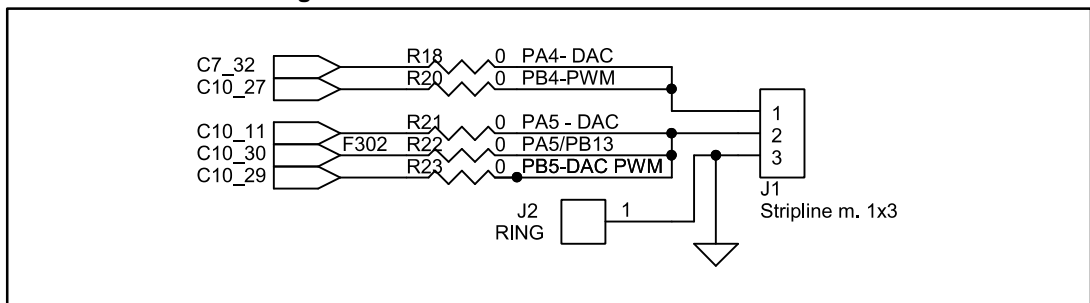 C7_32 R18 0 PA4- DAC
C10_27 R20 0 PB4-PWM
C10_11 R21 0 PA5 - DAC
C10_30 F302 R22 0 PA5/PB13
C10_29 R23 0 PB5-DAC PWM
1
2
3
J1
Stripline m. 1x3
J2 1
RING